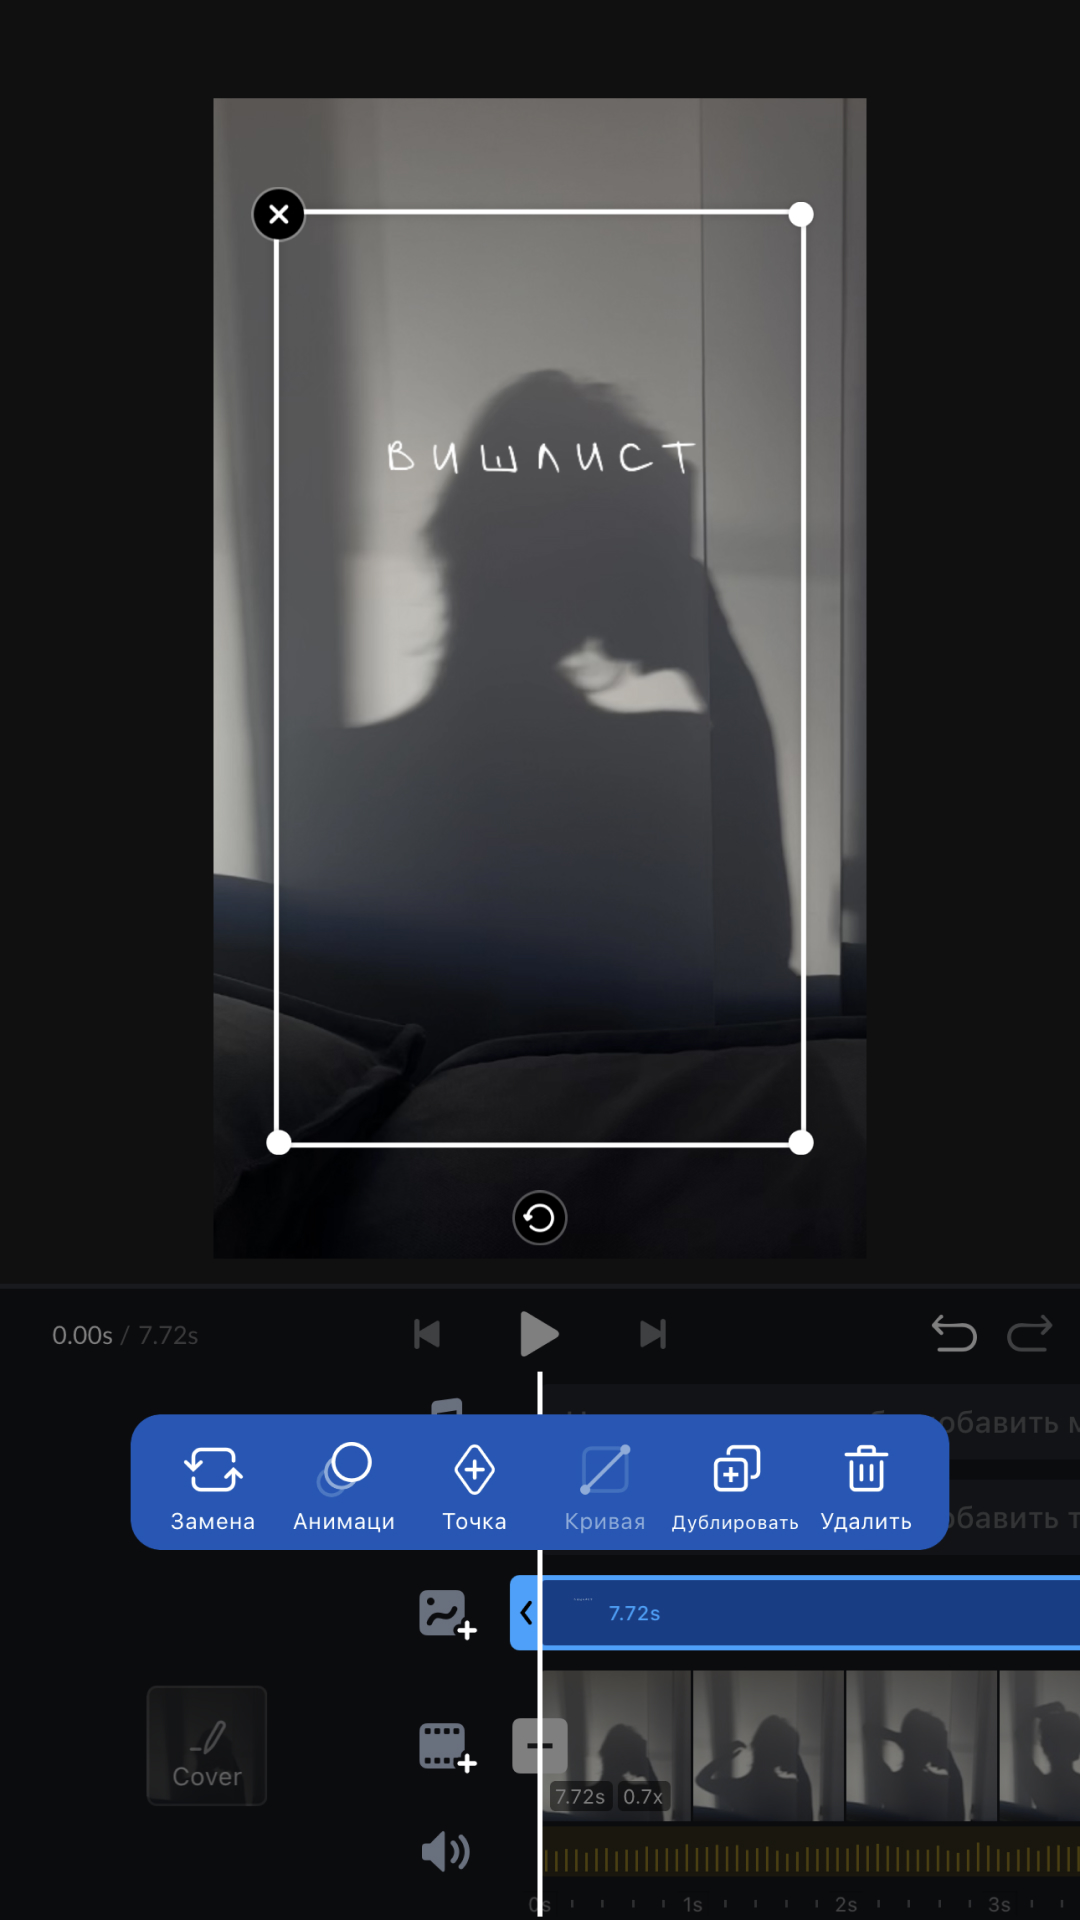 ВИШЛИСТ
0.00s / 7.72s
обавить м
Замена
Анимаци
Точка
Кривая
Дублировать
Удалить
бавить т
7.72s
Cover
7.72s
0.7x
0s
1s
2s
3s